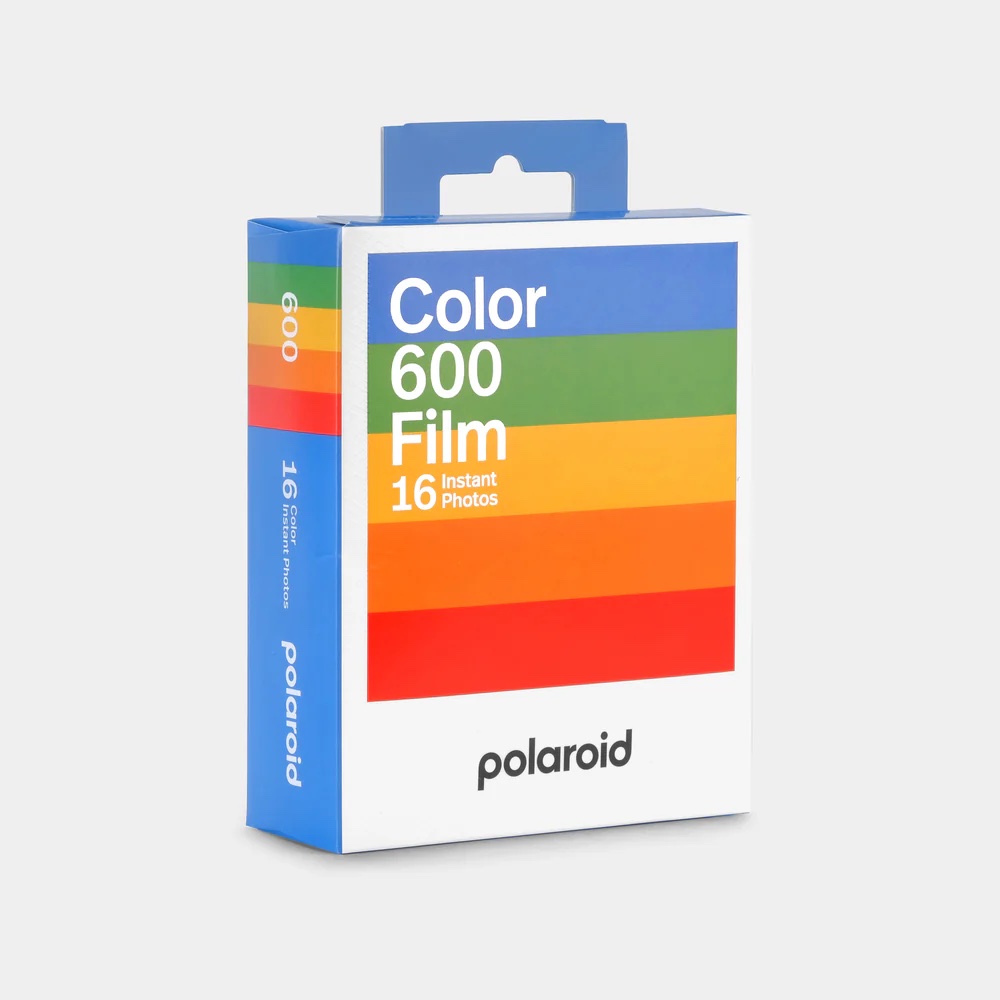 Color
600
Film
16 Instant
Photos
polaroid
600
16 Color
Instant Photos
polaroid